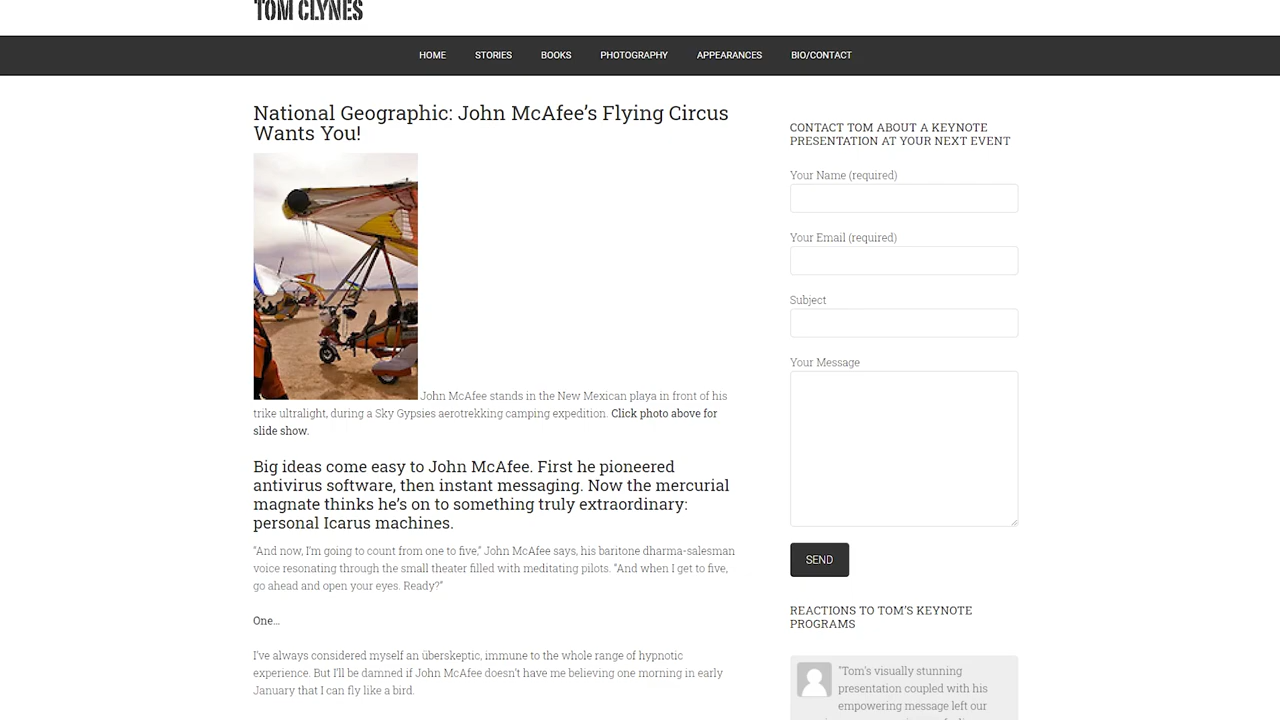 TOM CLYNES
HOME STORIES BOOKS PHOTOGRAPHY APPEARANCES BIO/CONTACT
National Geographic: John McAfee's Flying Circus
Wants You!
John McAfee stands in the New Mexican playa in front of his
trike ultralight, during a Sky Gypsies aerotrekking camping expedition. Click photo above for
slide show.
Big ideas come easy to John McAfee. First he pioneered
antivirus software, then instant messaging. Now the mercurial
magnate thinks he's on to something truly extraordinary:
personal Icarus machines.
"And now, I'm going to count from one to five," John McAfee says, his baritone dharma-salesman
voice resonating through the small theater filled with meditating pilots. "And when I get to five,
go ahead and open your eyes. Ready?"
One...
I've always considered myself an überskeptic, immune to the whole range of hypnotic
experience. But I'll be damned if John McAfee doesn't have me believing one morning in early
January that I can fly like a bird.
CONTACT TOM ABOUT A KEYNOTE
PRESENTATION AT YOUR NEXT EVENT
Your Name (required)
Your Email (required)
Subject
Your Message
SEND
REACTIONS TO TOM'S KEYNOTE
PROGRAMS
"Tom's visually stunning
presentation coupled with his
empowering message left our